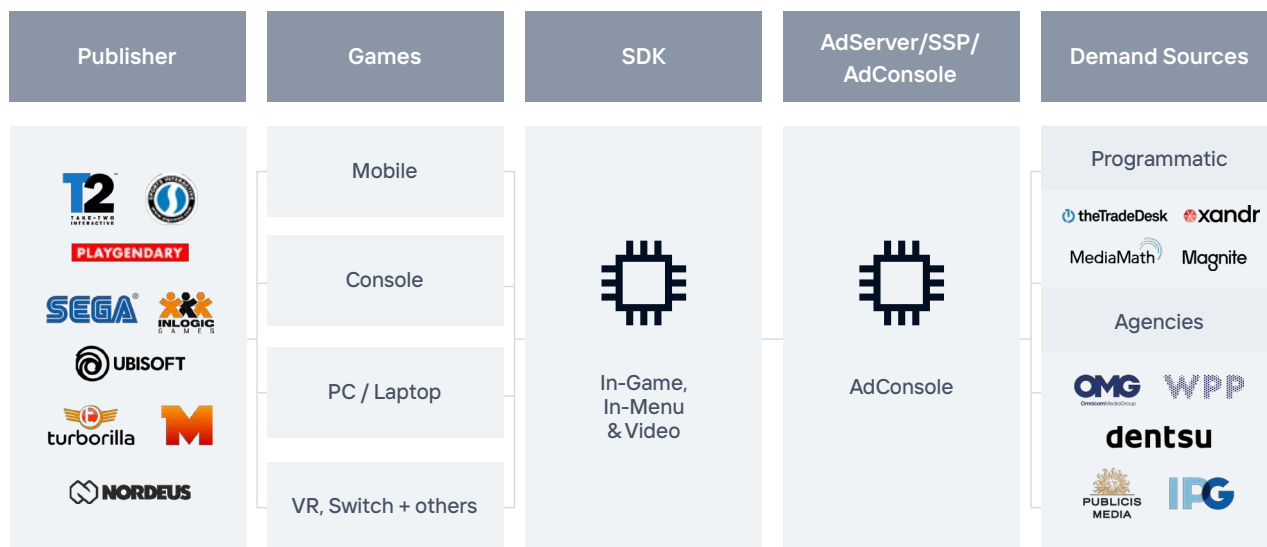 Publisher
Games
SDK
AdServer/SSP/
AdConsole
Demand Sources
T2
TAKE-TWO
INTERACTIVE
SPORTS INTERACTIVE
PLAYGENDARY
SEGA®
INLOGIC
GAMES
UBISOFT
turborilla
M
NORDEUS
Mobile
Console
PC / Laptop
VR, Switch + others
In-Game,
In-Menu
& Video
AdConsole
Programmatic
theTradeDesk
xandr
MediaMath
Magnite
Agencies
OMG
OmnicomMediaGroup
WPP
dentsu
PUBLICIS
MEDIA
IPG